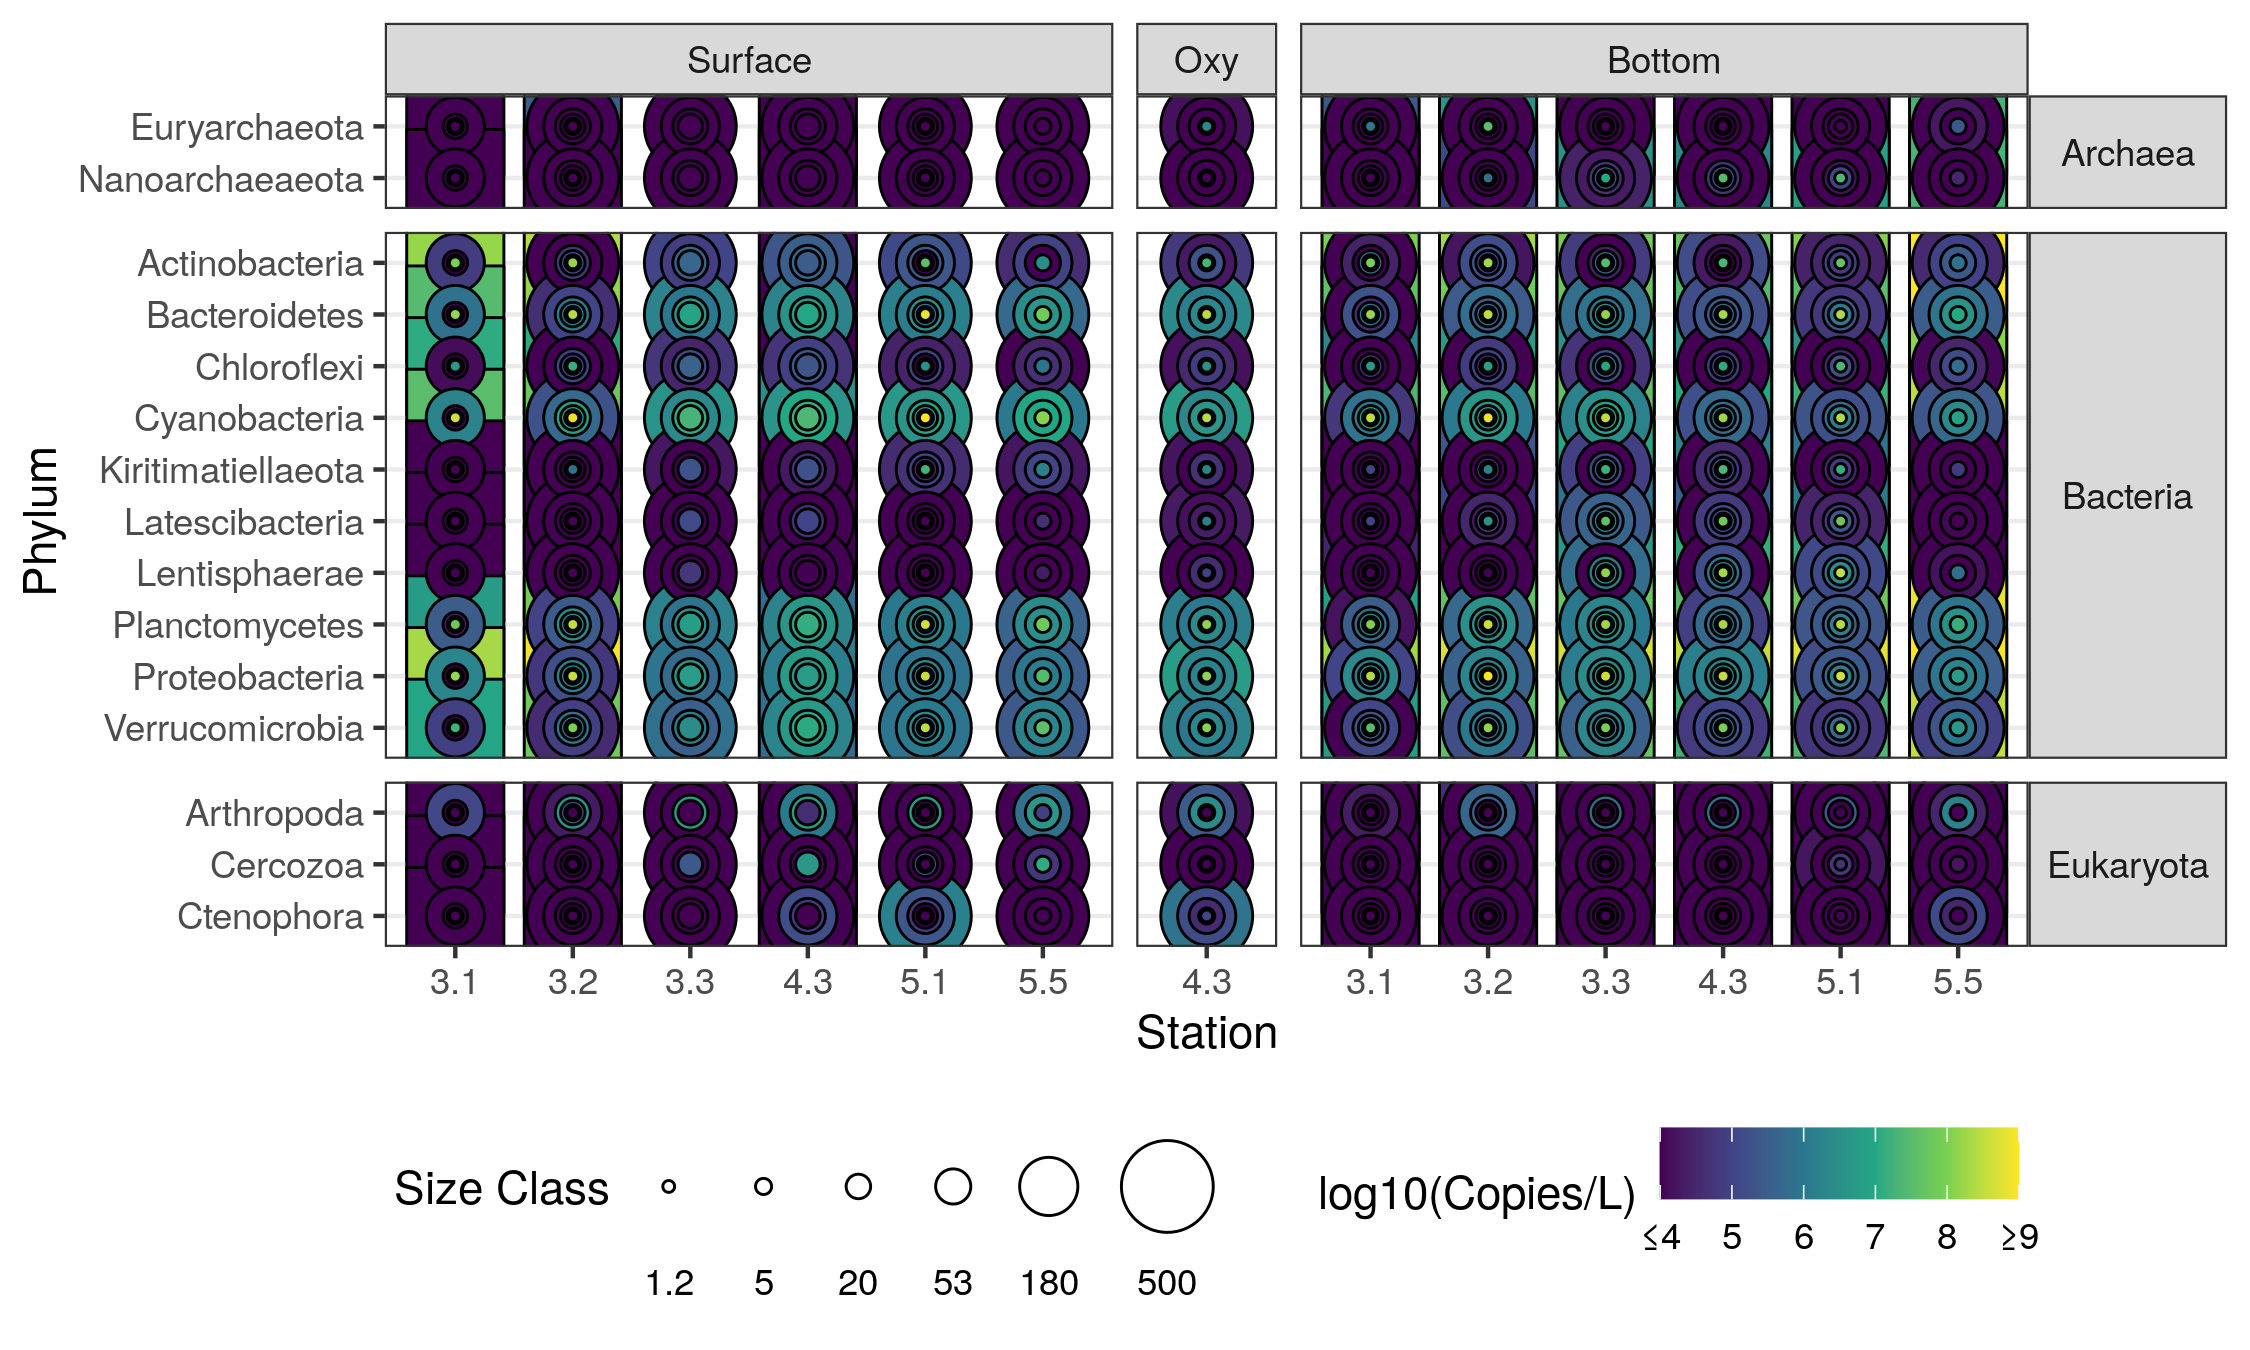 Surface
Oxy
Bottom
Phylum
Euryarchaeota
Nanoarchaeaeota
Archaea
Actinobacteria
Bacteroidetes
Chloroflexi
Cyanobacteria
Kiritimatiellaeota
Latescibacteria
Lentisphaerae
Planctomycetes
Proteobacteria
Verrucomicrobia
Bacteria
Arthropoda
Cercozoa
Ctenophora
Eukaryota
3.1 3.2 3.3 4.3 5.1 5.5 4.3 3.1 3.2 3.3 4.3 5.1 5.5
Station
Size Class
1.2 5 20 53 180 500
log10(Copies/L)
≤4 5 6 7 8 ≥9